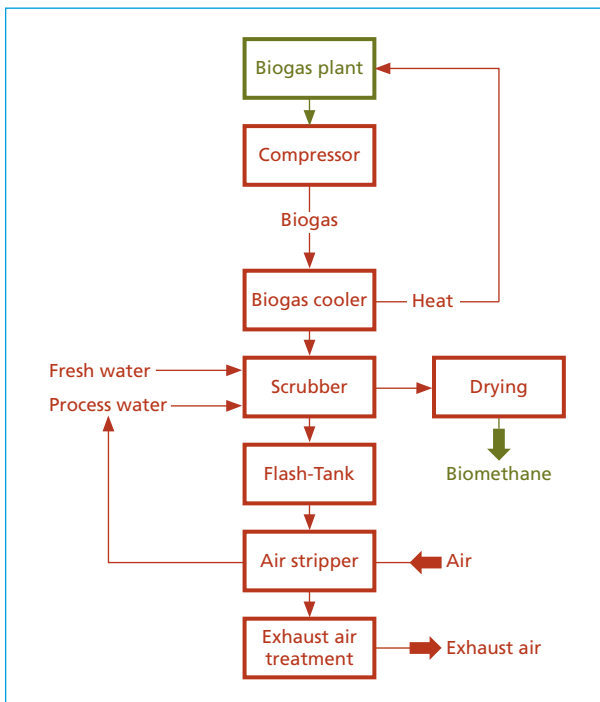 Biogas plant
Compressor
Biogas
Biogas cooler
Heat
Fresh water
Scrubber
Drying
Process water
Flash-Tank
Biomethane
Air stripper
Air
Exhaust air
treatment
Exhaust air